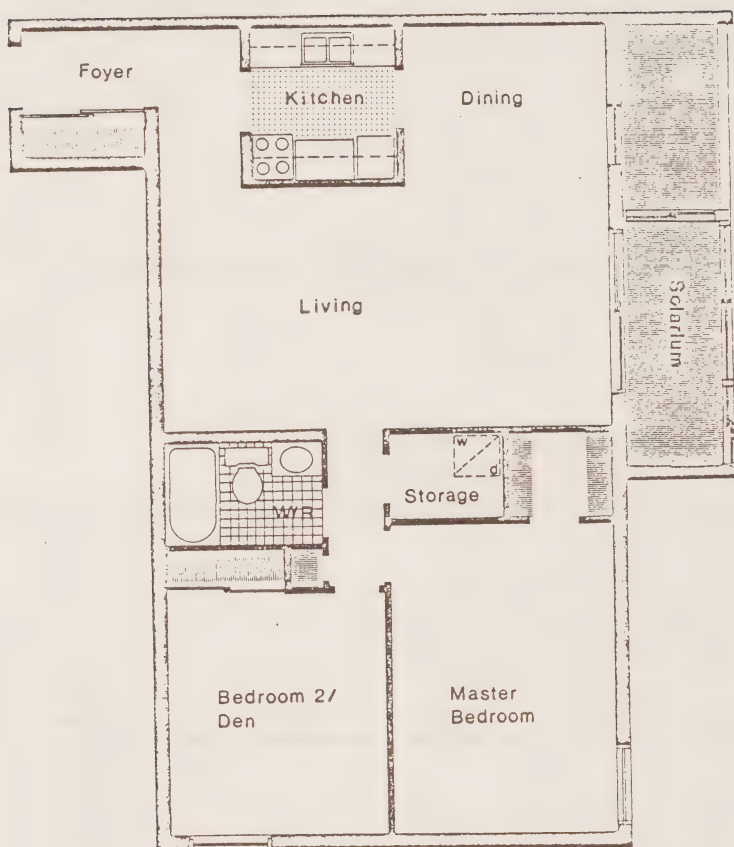 Foyer
Kitchen
Dining
Living
Solarium
w
d
Storage
W/R
Bedroom 2/
Den
Master
Bedroom